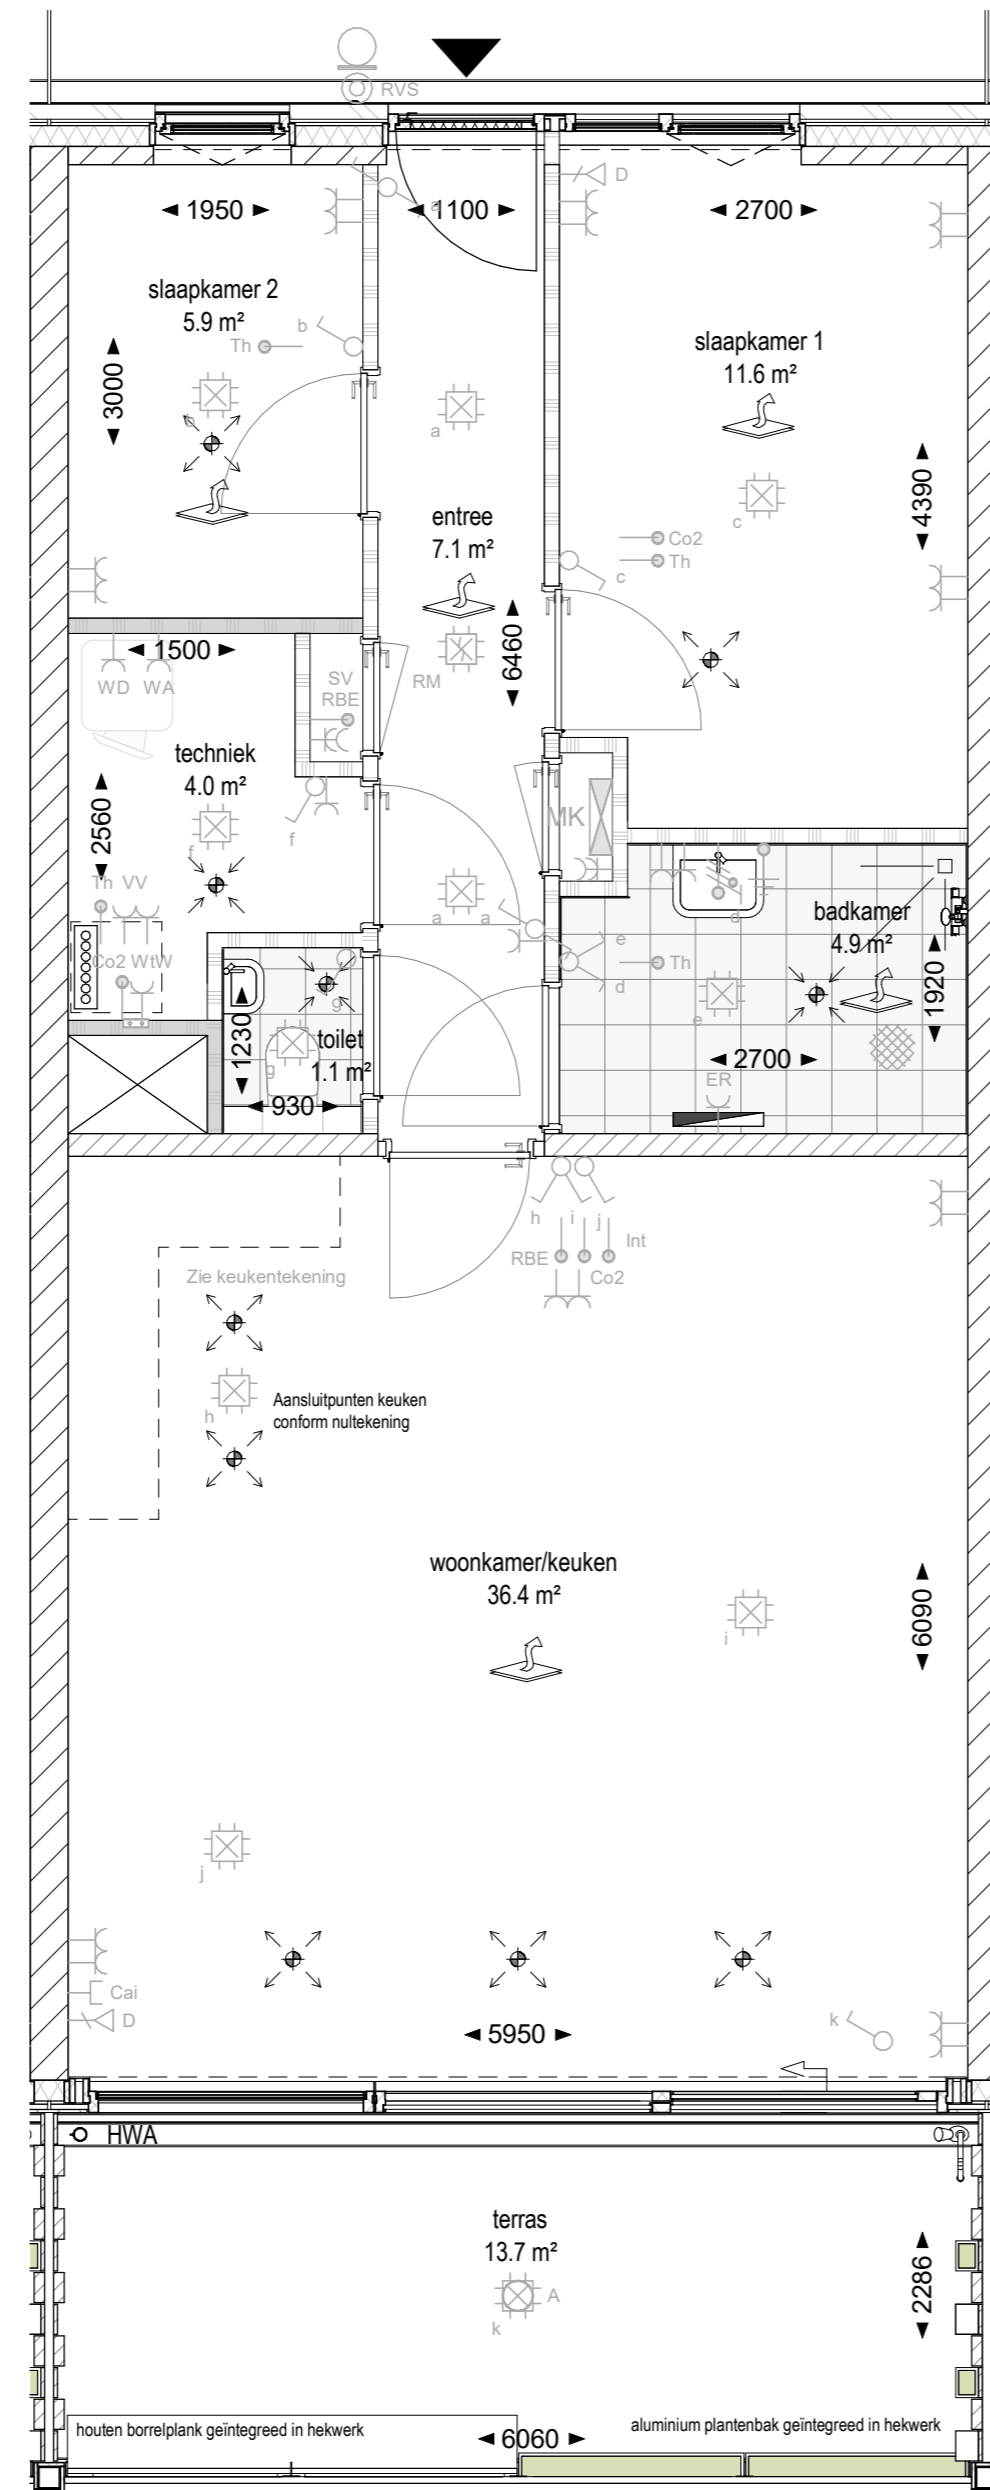 RVS
D
1950
1100
2700
a
slaapkamer 2
5.9 m²
b
Th
3000
b
slaapkamer 1
11.6 m²
a
c
4390
entree
7.1 m²
Co2
Th
c
6460
1500
WD WA
SV
RBE
RM
techniek
4.0 m²
2560
f
f
MK
Th VV
Co2 WtW
a
a
d
badkamer
4.9 m²
e
d
Th
e
1920
2700
ER
g
1230
toilet
1.1 m²
g
930
h i j
RBE
Int
Co2
Zie keukentekening
h
Aansluitpunten keuken
conform nultekening
woonkamer/keuken
36.4 m²
i
6090
j
Cai
D
5950
k
HWA
terras
13.7 m²
A
k
2286
houten borrelplank geïntegreed in hekwerk
6060
aluminium plantenbak geïntegreed in hekwerk